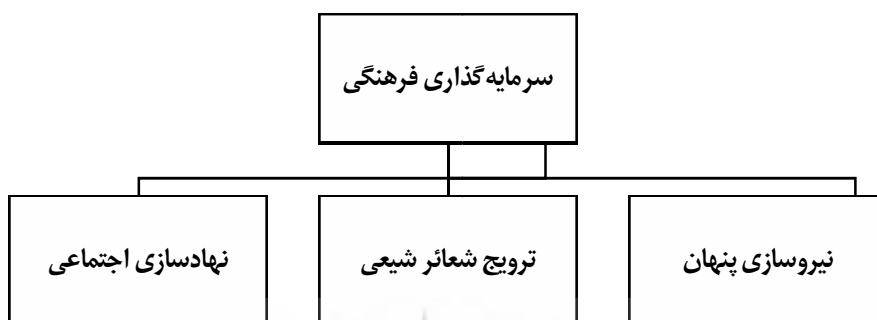 سرمایه‌گذاری فرهنگی
نیروسازی پنهان
ترویج شعائر شیعی
نهادسازی اجتماعی